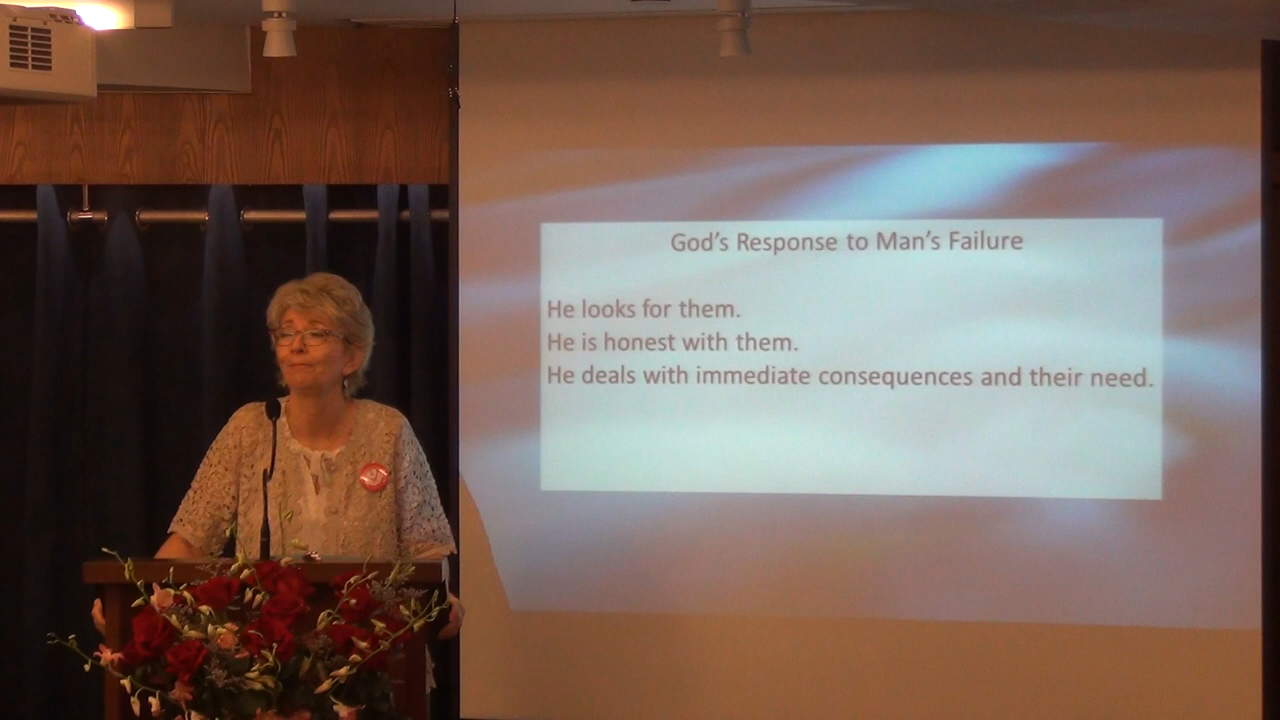 God's Response to Man's Failure
He looks for them.
He is honest with them.
He deals with immediate consequences and their need.